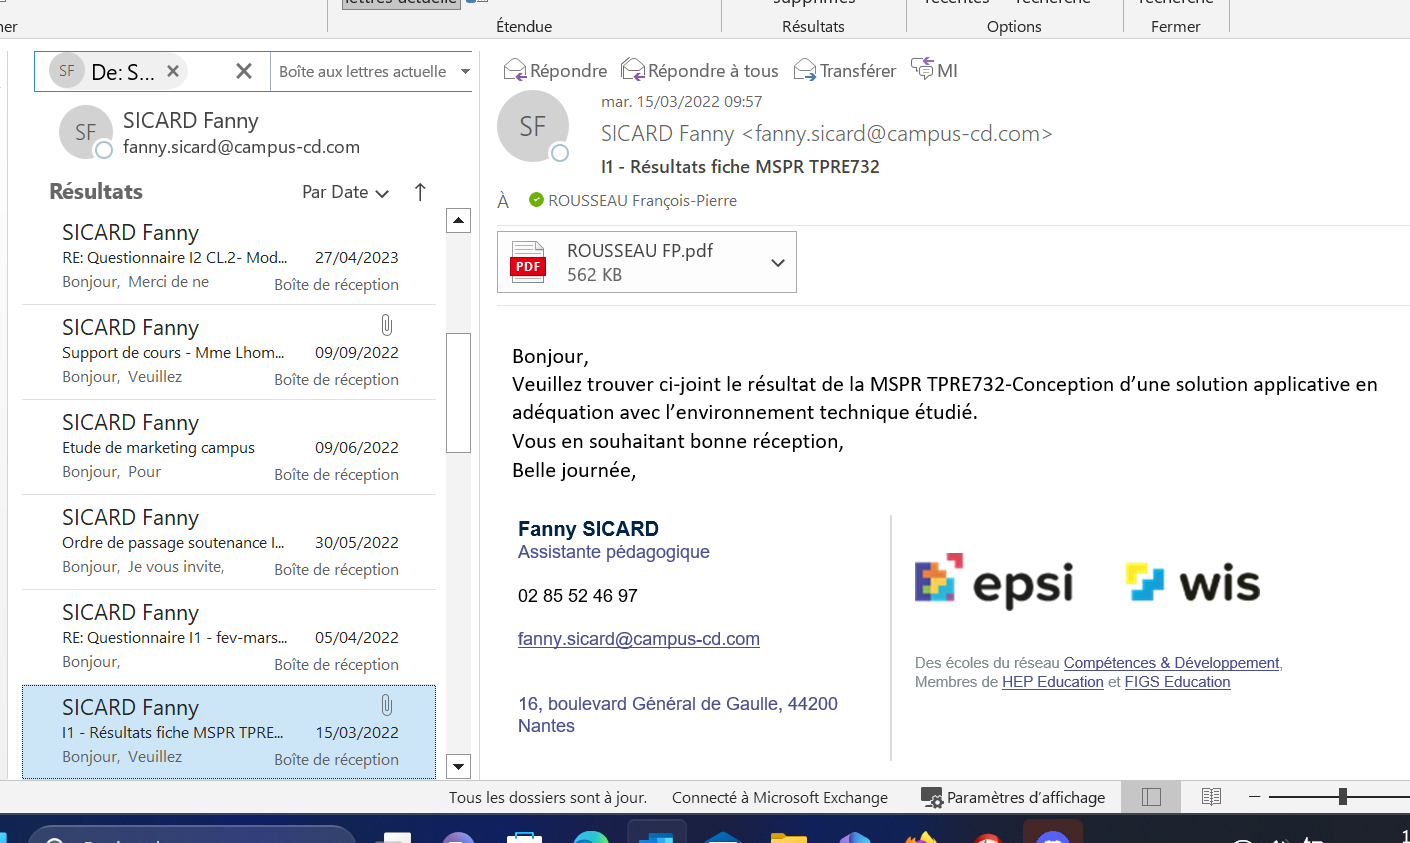 lettres actuelle
supprimés
récentes
recherche
recherche
Étendue
Résultats
Options
Fermer
SF De: S...
Boîte aux lettres actuelle
SF
SICARD Fanny
fanny.sicard@campus-cd.com
Résultats
Par Date
SICARD Fanny
RE: Questionnaire I2 CL.2- Mod... 27/04/2023
Bonjour, Merci de ne Boîte de réception
SICARD Fanny
Support de cours - Mme Lhom... 09/09/2022
Bonjour, Veuillez Boîte de réception
SICARD Fanny
Etude de marketing campus 09/06/2022
Bonjour, Pour Boîte de réception
SICARD Fanny
Ordre de passage soutenance I... 30/05/2022
Bonjour, Je vous invite, Boîte de réception
SICARD Fanny
RE: Questionnaire I1 - fev-mars... 05/04/2022
Bonjour, Boîte de réception
SICARD Fanny
I1 - Résultats fiche MSPR TPRE... 15/03/2022
Bonjour, Veuillez Boîte de réception
Répondre Répondre à tous Transférer MI
SF
mar. 15/03/2022 09:57
SICARD Fanny <fanny.sicard@campus-cd.com>
I1 - Résultats fiche MSPR TPRE732
À ROUSSEAU François-Pierre
PDF
ROUSSEAU FP.pdf
562 KB
Bonjour,
Veuillez trouver ci-joint le résultat de la MSPR TPRE732-Conception d’une solution applicative en
adéquation avec l’environnement technique étudié.
Vous en souhaitant bonne réception,
Belle journée,
Fanny SICARD
Assistante pédagogique
02 85 52 46 97
fanny.sicard@campus-cd.com
16, boulevard Général de Gaulle, 44200
Nantes
epsi
wis
Des écoles du réseau Compétences & Développement,
Membres de HEP Education et FIGS Education
Tous les dossiers sont à jour. Connecté à Microsoft Exchange Paramètres d’affichage